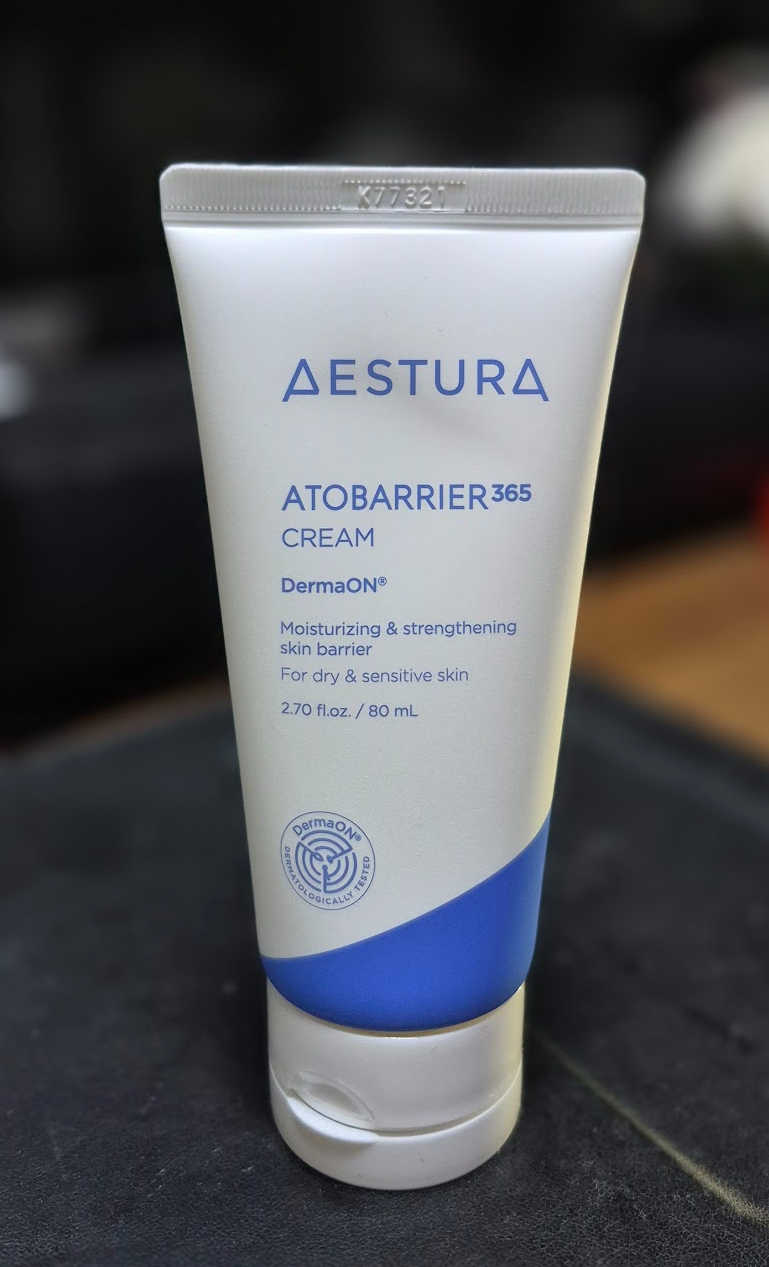 K77321
AESTURA
ATOBARRIER³⁶⁵
CREAM
DermaON®
Moisturizing & strengthening
skin barrier
For dry & sensitive skin
2.70 fl.oz. / 80 mL
DermaON®
DERMATOLOGICALLY TESTED